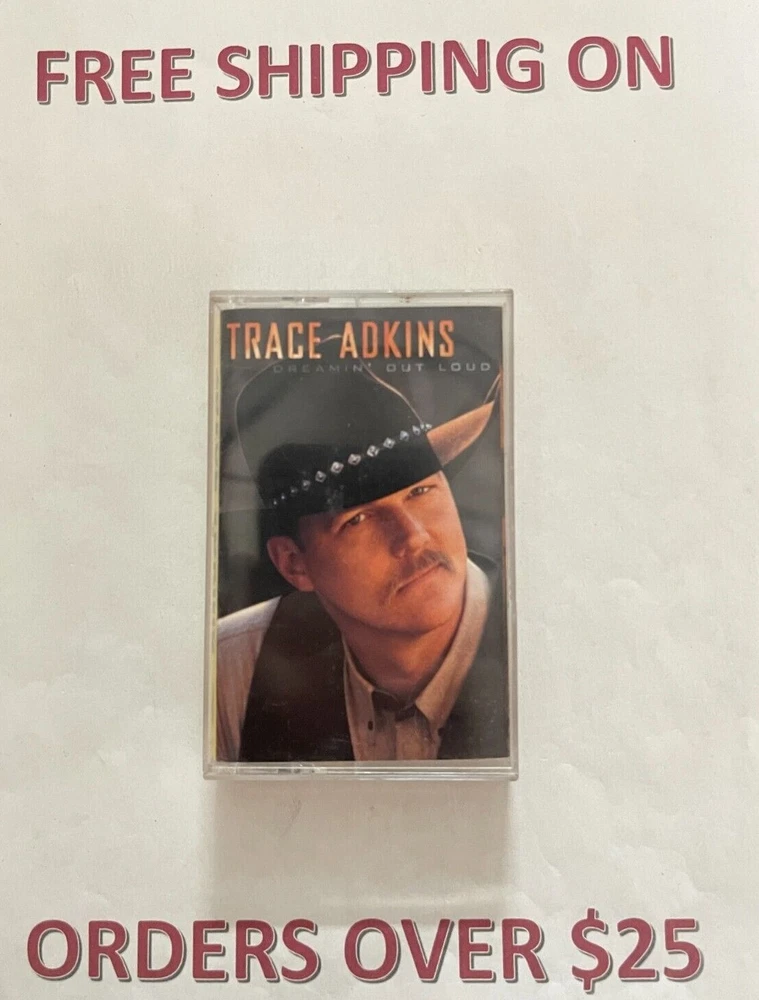 FREE SHIPPING ON
TRACE ADKINS
DREAMIN' OUT LOUD
ORDERS OVER $25